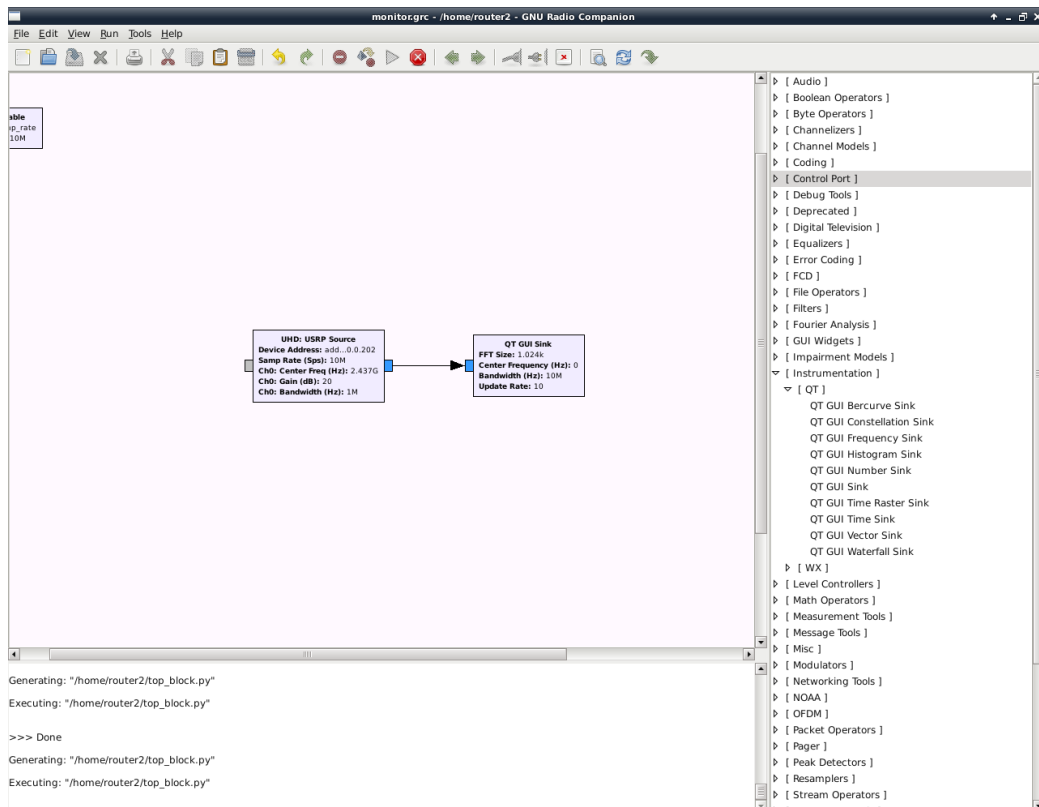 monitor.grc - /home/router2 - GNU Radio Companion
File Edit View Run Tools Help
able
p_rate
10M
UHD: USRP Source
Device Address: add...0.0.202
Samp Rate (Sps): 10M
Ch0: Center Freq (Hz): 2.437G
Ch0: Gain (dB): 20
Ch0: Bandwidth (Hz): 1M
QT GUI Sink
FFT Size: 1.024k
Center Frequency (Hz): 0
Bandwidth (Hz): 10M
Update Rate: 10
Generating: "/home/router2/top_block.py"
Executing: "/home/router2/top_block.py"
>>> Done
Generating: "/home/router2/top_block.py"
Executing: "/home/router2/top_block.py"
[ Audio ]
[ Boolean Operators ]
[ Byte Operators ]
[ Channelizers ]
[ Channel Models ]
[ Coding ]
[ Control Port ]
[ Debug Tools ]
[ Deprecated ]
[ Digital Television ]
[ Equalizers ]
[ Error Coding ]
[ FCD ]
[ File Operators ]
[ Filters ]
[ Fourier Analysis ]
[ GUI Widgets ]
[ Impairment Models ]
[ Instrumentation ]
[ QT ]
QT GUI Bercurve Sink
QT GUI Constellation Sink
QT GUI Frequency Sink
QT GUI Histogram Sink
QT GUI Number Sink
QT GUI Sink
QT GUI Time Raster Sink
QT GUI Time Sink
QT GUI Vector Sink
QT GUI Waterfall Sink
[ WX ]
[ Level Controllers ]
[ Math Operators ]
[ Measurement Tools ]
[ Message Tools ]
[ Misc ]
[ Modulators ]
[ Networking Tools ]
[ NOAA ]
[ OFDM ]
[ Packet Operators ]
[ Pager ]
[ Peak Detectors ]
[ Resamplers ]
[ Stream Operators ]